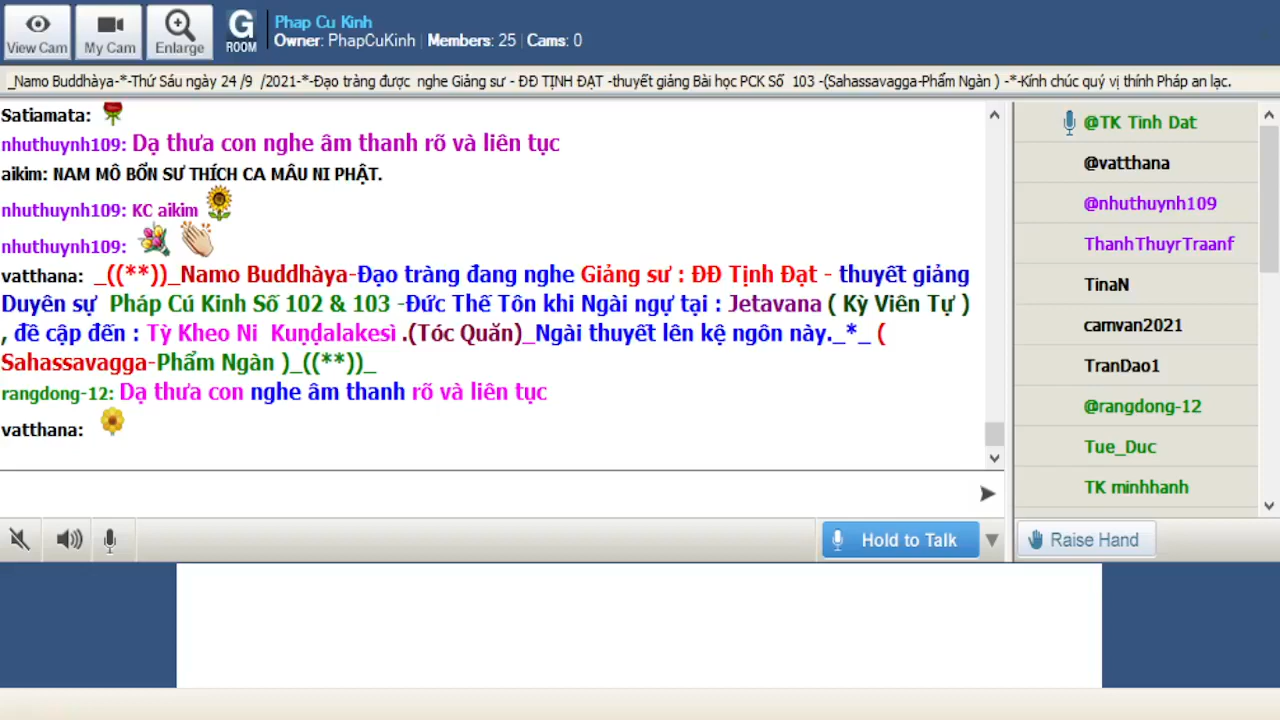 View Cam
My Cam
Enlarge
G
ROOM
Phap Cu Kinh
Owner: PhapCuKinh | Members: 25 | Cams: 0
_Namo Buddhàya-*-Thứ Sáu ngày 24 /9 /2021-*-Đạo tràng được nghe Giảng sư - ĐĐ TỊNH ĐẠT -thuyết giảng Bài học PCK Số 103 -(Sahassavagga-Phẩm Ngàn ) -*-Kính chúc quý vị thính Pháp an lạc.
Satiamata:
nhuthuynh109: Dạ thưa con nghe âm thanh rõ và liên tục
aikim: NAM MÔ BỔN SƯ THÍCH CA MÂU NI PHẬT.
nhuthuynh109: KC aikim
nhuthuynh109:
vatthana: _((**))_Namo Buddhàya-Đạo tràng đang nghe Giảng sư : ĐĐ Tịnh Đạt - thuyết giảng
Duyên sự Pháp Cú Kinh Số 102 & 103 -Đức Thế Tôn khi Ngài ngự tại : Jetavana ( Kỳ Viên Tự )
, đề cập đến : Tỳ Kheo Ni Kuṇḍalakesì .(Tóc Quăn)_Ngài thuyết lên kệ ngôn này._*_ (
Sahassavagga-Phẩm Ngàn )_((**))_
rangdong-12: Dạ thưa con nghe âm thanh rõ và liên tục
vatthana:
@TK Tinh Dat
@vatthana
@nhuthuynh109
ThanhThuyrTraanf
TinaN
camvan2021
TranDao1
@rangdong-12
Tue_Duc
TK minhhanh
Hold to Talk
Raise Hand